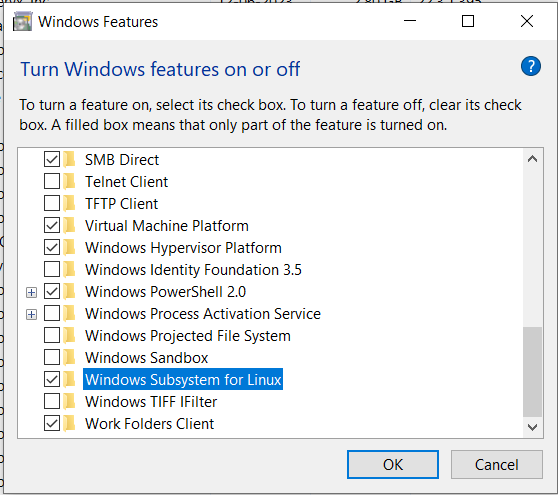 12-06-2023
Windows Features
Turn Windows features on or off
?
To turn a feature on, select its check box. To turn a feature off, clear its check
box. A filled box means that only part of the feature is turned on.
SMB Direct
Telnet Client
TFTP Client
Virtual Machine Platform
Windows Hypervisor Platform
Windows Identity Foundation 3.5
Windows PowerShell 2.0
Windows Process Activation Service
Windows Projected File System
Windows Sandbox
Windows Subsystem for Linux
Windows TIFF IFilter
Work Folders Client
OK
Cancel